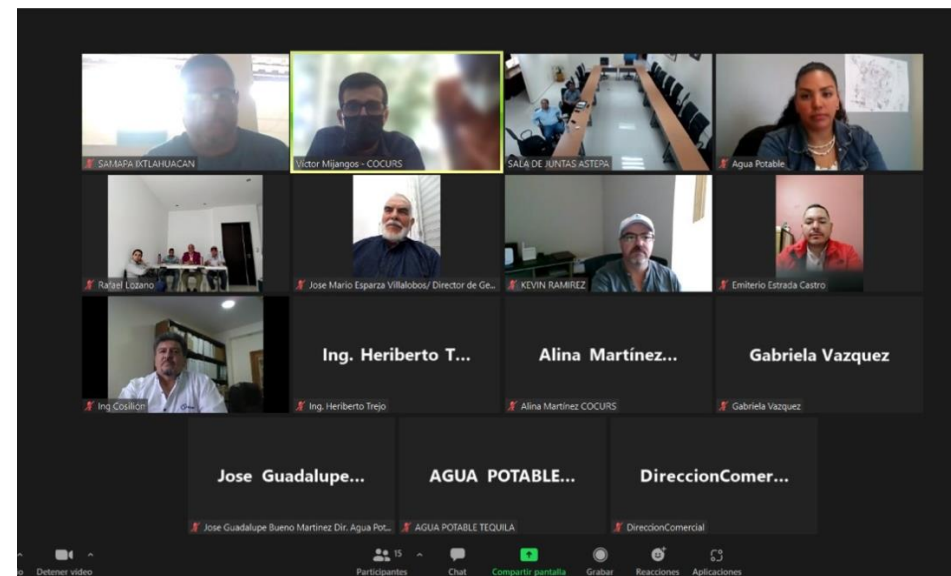 SAMAPA IXTLAHUACAN
Víctor Mijangos - COCURS
SALA DE JUNTAS ASTEPA
Agua Potable
Rafael Lozano
Jose Mario Esparza Villalobos/ Director de Ge...
KEVIN RAMIREZ
Emiterio Estrada Castro
Ing Cosilion
Ing. Heriberto T...
Ing. Heriberto Trejo
Alina Martínez...
Alina Martínez COCURS
Gabriela Vazquez
Gabriela Vazquez
Jose Guadalupe...
Jose Guadalupe Bueno Martinez Dir. Agua Pot...
AGUA POTABLE...
AGUA POTABLE TEQUILA
DireccionComer...
DireccionComercial
Detener video
15
Participantes
Chat
Compartir pantalla
Grabar
Reacciones
Aplicaciones